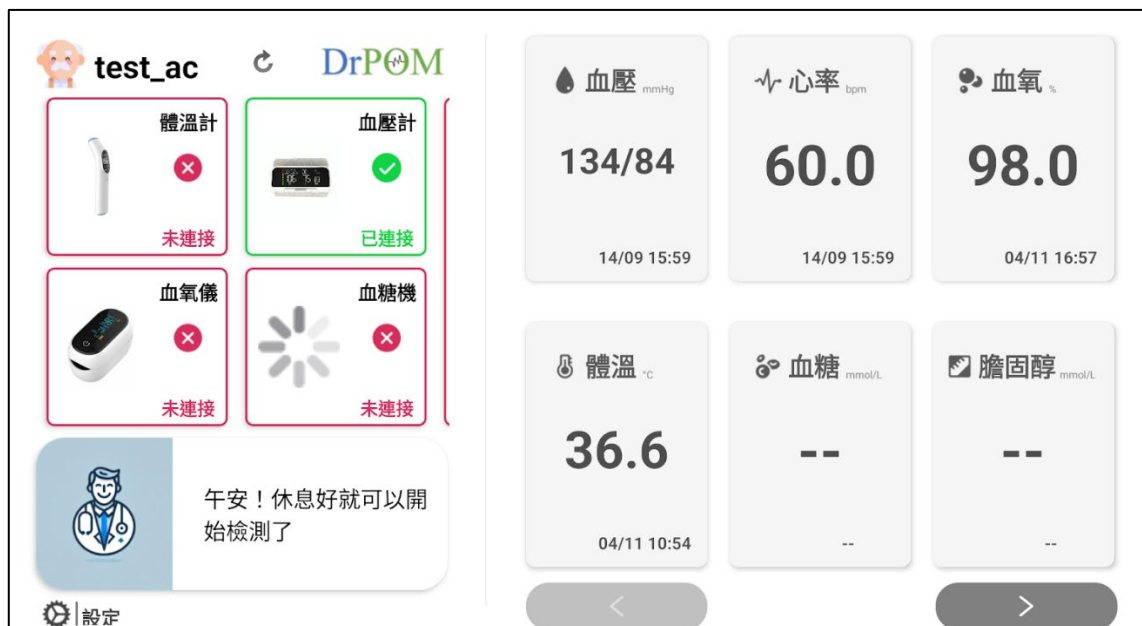 test_ac
DrPOM
體溫計
未連接
血壓計
已連接
血氧儀
未連接
血糖機
未連接
午安！休息好就可以開
始檢測了
設定
血壓 mmHg
134/84
14/09 15:59
心率 bpm
60.0
14/09 15:59
血氧 %
98.0
04/11 16:57
體溫 °C
36.6
04/11 10:54
血糖 mmol/L
--
--
膽固醇 mmol/L
--
--